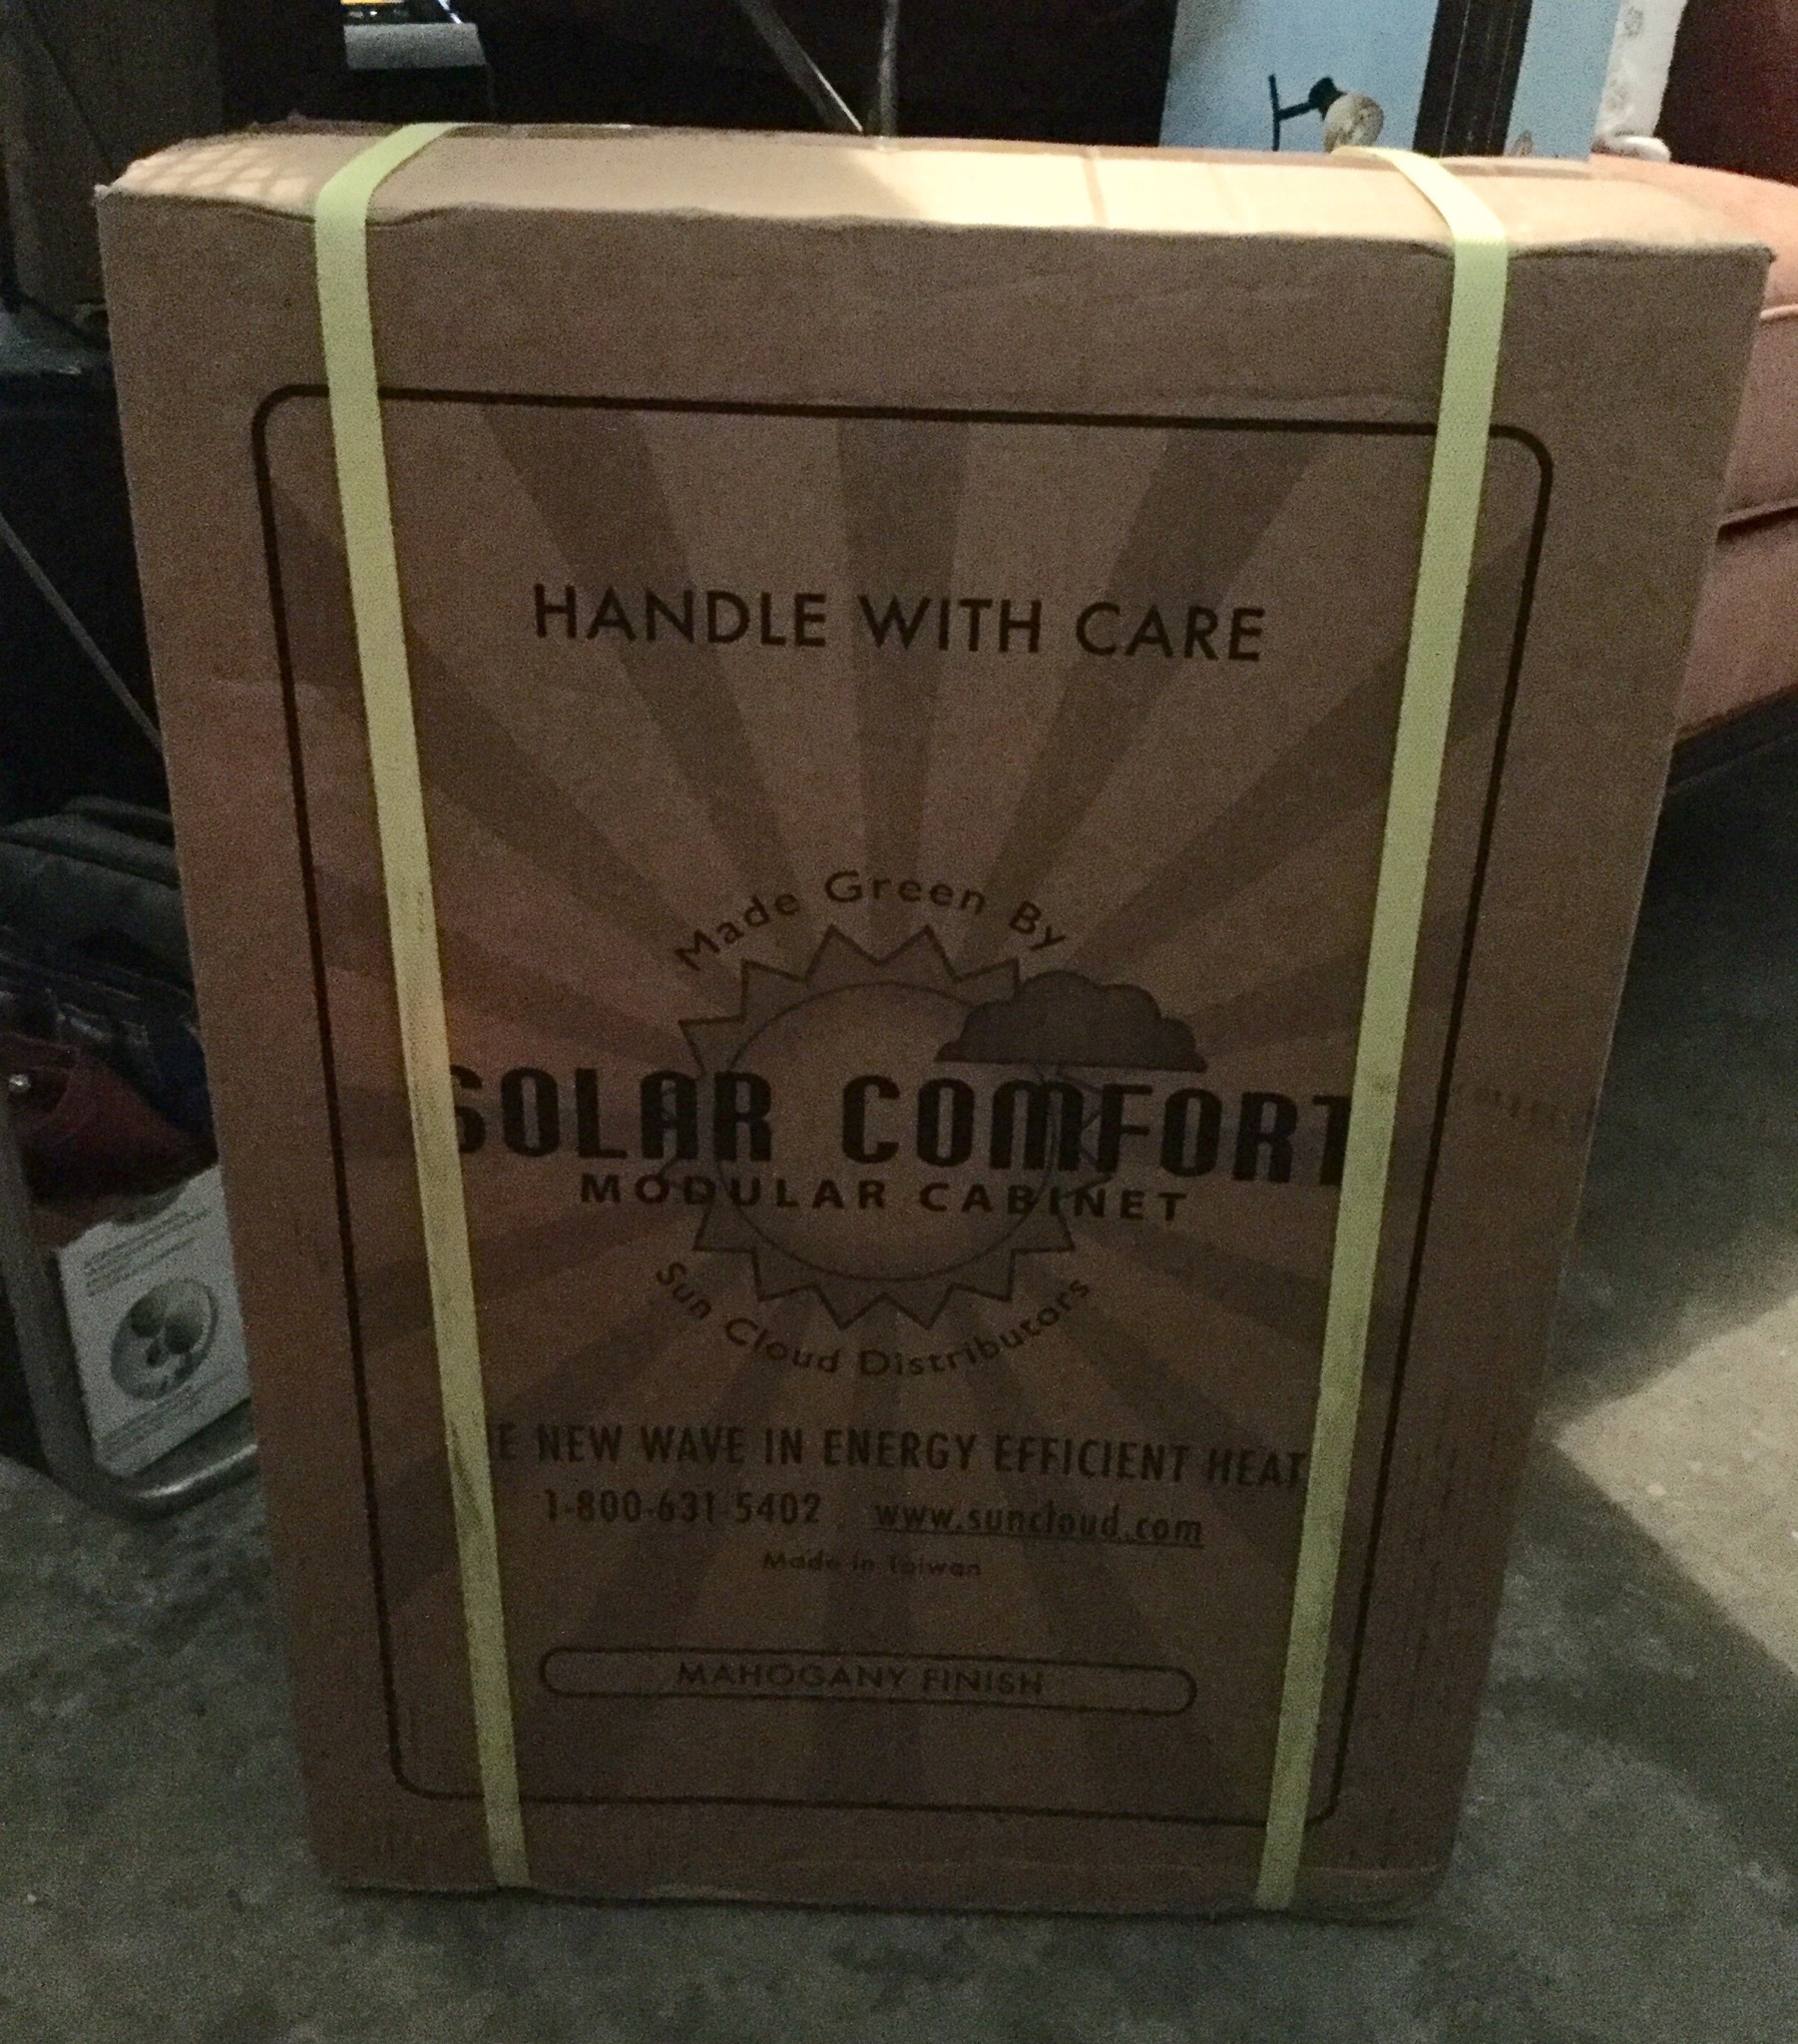 HANDLE WITH CARE
Made Green By
SOLAR COMFORT
MODULAR CABINET
Sun Cloud Distributors
E NEW WAVE IN ENERGY EFFICIENT HEAT
1-800-631-5402 www.suncloud.com
Made in Taiwan
MAHOGANY FINISH